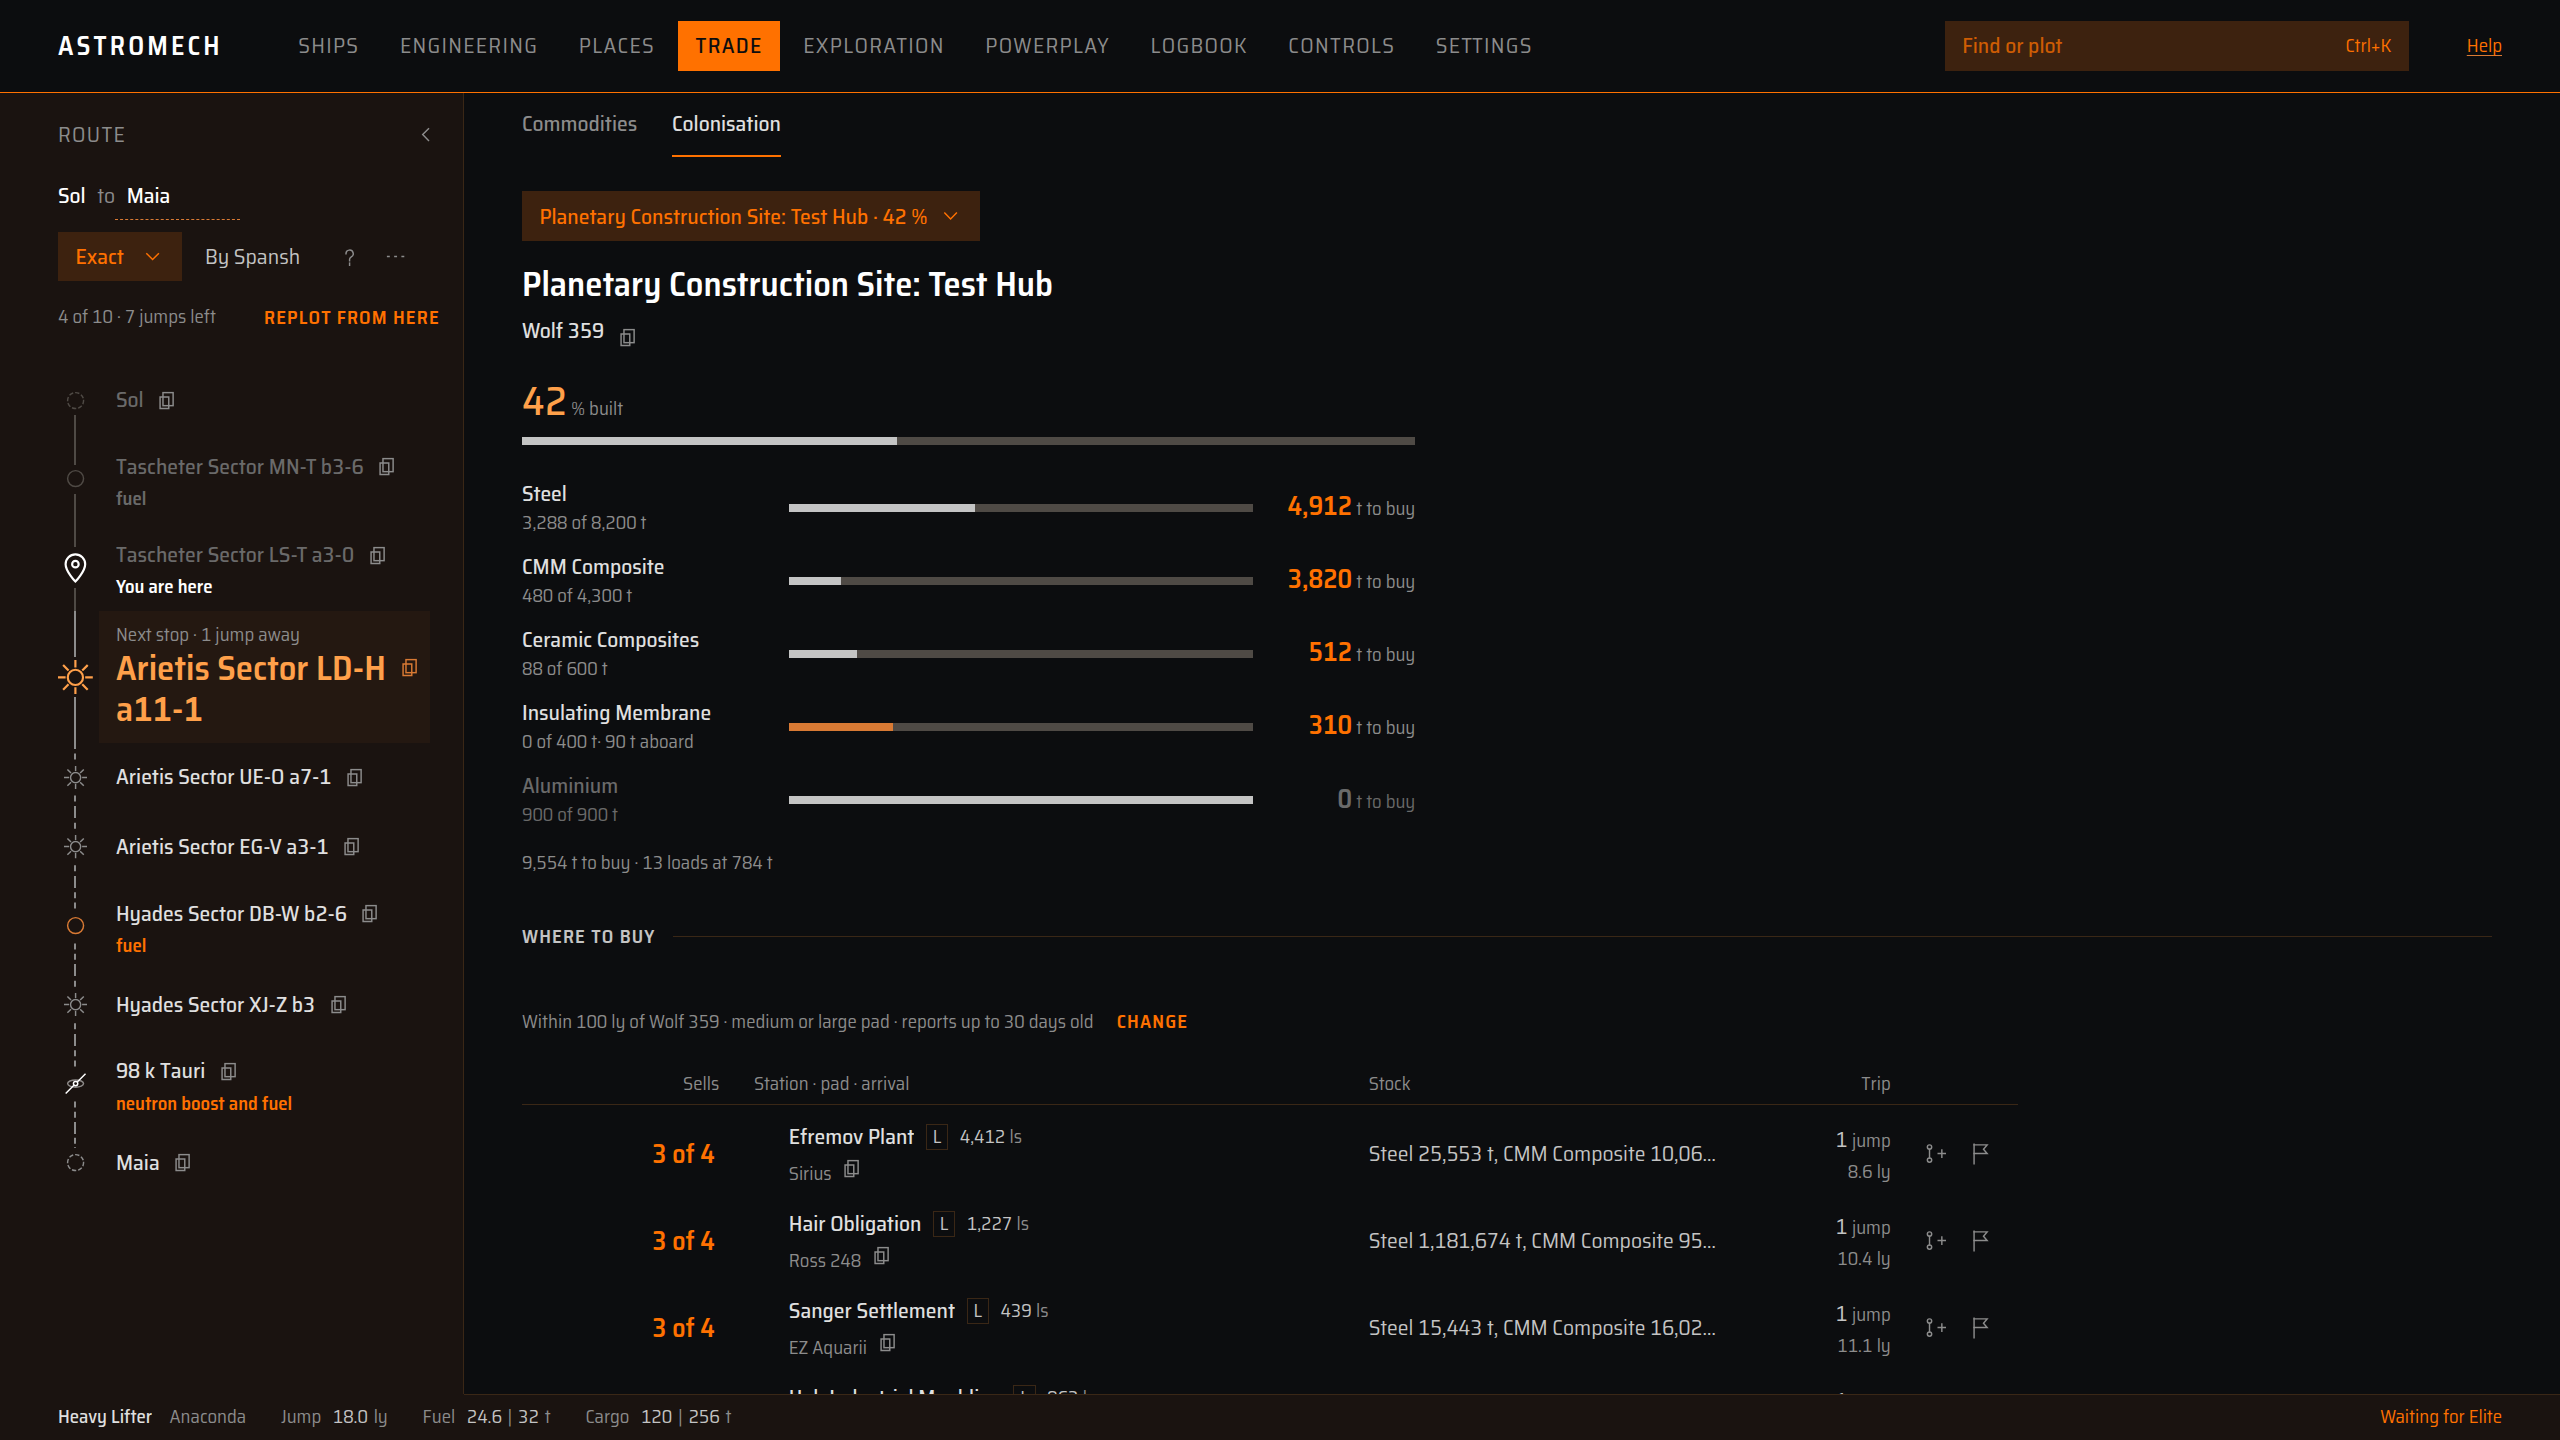 ASTROMECH
SHIPS ENGINEERING PLACES TRADE EXPLORATION POWERPLAY LOGBOOK CONTROLS SETTINGS
Find or plot Ctrl+K
Help
ROUTE
Sol to Maia
Exact By Spansh ? ...
4 of 10 · 7 jumps left REPLOT FROM HERE
Sol
Tascheter Sector MN-T b3-6
fuel
Tascheter Sector LS-T a3-0
You are here
Next stop · 1 jump away
Arietis Sector LD-H
a11-1
Arietis Sector UE-O a7-1
Arietis Sector EG-V a3-1
Hyades Sector DB-W b2-6
fuel
Hyades Sector XJ-Z b3
98 k Tauri
neutron boost and fuel
Maia
Commodities Colonisation
Planetary Construction Site: Test Hub · 42 %
Planetary Construction Site: Test Hub
Wolf 359
42 % built
Steel
3,288 of 8,200 t
4,912 t to buy
CMM Composite
480 of 4,300 t
3,820 t to buy
Ceramic Composites
88 of 600 t
512 t to buy
Insulating Membrane
0 of 400 t· 90 t aboard
310 t to buy
Aluminium
900 of 900 t
0 t to buy
9,554 t to buy · 13 loads at 784 t
WHERE TO BUY
Within 100 ly of Wolf 359 · medium or large pad · reports up to 30 days old CHANGE
Sells Station · pad · arrival Stock Trip
3 of 4 Efremov Plant L 4,412 ls
Sirius
Steel 25,553 t, CMM Composite 10,06...
1 jump
8.6 ly
3 of 4 Hair Obligation L 1,227 ls
Ross 248
Steel 1,181,674 t, CMM Composite 95...
1 jump
10.4 ly
3 of 4 Sanger Settlement L 439 ls
EZ Aquarii
Steel 15,443 t, CMM Composite 16,02...
1 jump
11.1 ly
Heavy Lifter Anaconda Jump 18.0 ly Fuel 24.6 | 32 t Cargo 120 | 256 t
Waiting for Elite